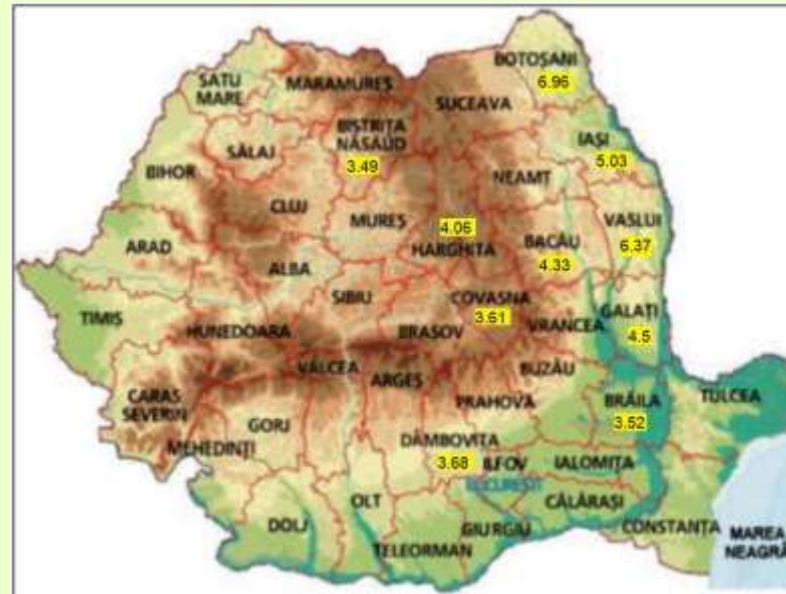 BOTOȘANI
6.96
SATU
MARE
MARAMUREȘ
SUCEAVA
BISTRIȚA
NĂSĂUD
3.49
IAȘI
5.03
SĂLAJ
BIHOR
NEAMȚ
CLUJ
MUREȘ
4.06
HARGHITA
BACĂU
4.33
VASLUI
6.37
ARAD
ALBA
SIBIU
COVASNA
3.61
GALAȚI
4.5
TIMIS
HUNEDOARA
BRASOV
VRANCEA
VÂLCEA
ARGEȘ
BUZĂU
CARAS
SEVERIN
PRAHOVA
BRĂILA
3.52
TULCEA
GORJ
MEHEDINȚI
DÂMBOVIȚA
3.68
ILFOV
IALOMIȚA
BUCUREȘTI
OLT
CĂLĂRAȘI
DOLJ
GIURGIU
CONSTANȚA
TELEORMAN
MAREA
NEAGRĂ